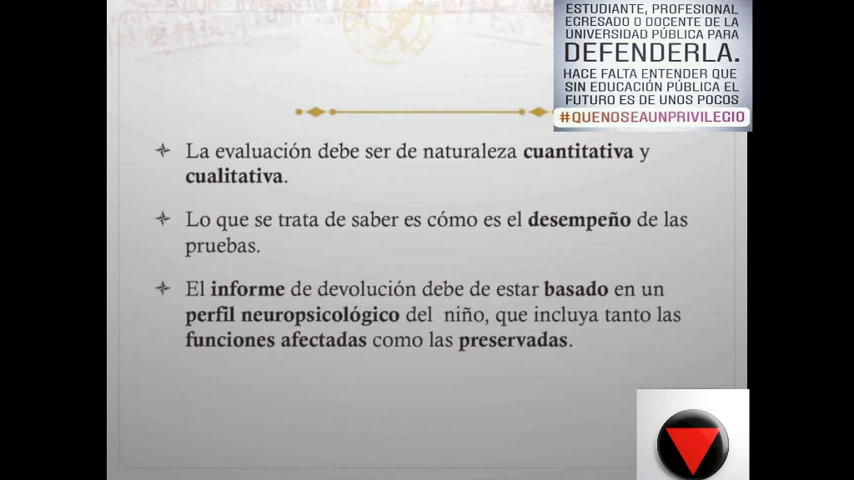 ESTUDIANTE, PROFESIONAL
EGRESADO O DOCENTE DE LA
UNIVERSIDAD PÚBLICA PARA
DEFENDERLA.
HACE FALTA ENTENDER QUE
SIN EDUCACIÓN PÚBLICA EL
FUTURO ES DE UNOS POCOS
#QUENOSEAUNPRIVILEGIO
La evaluación debe ser de naturaleza cuantitativa y
cualitativa.
Lo que se trata de saber es cómo es el desempeño de las
pruebas.
El informe de devolución debe de estar basado en un
perfil neuropsicológico del niño, que incluya tanto las
funciones afectadas como las preservadas.